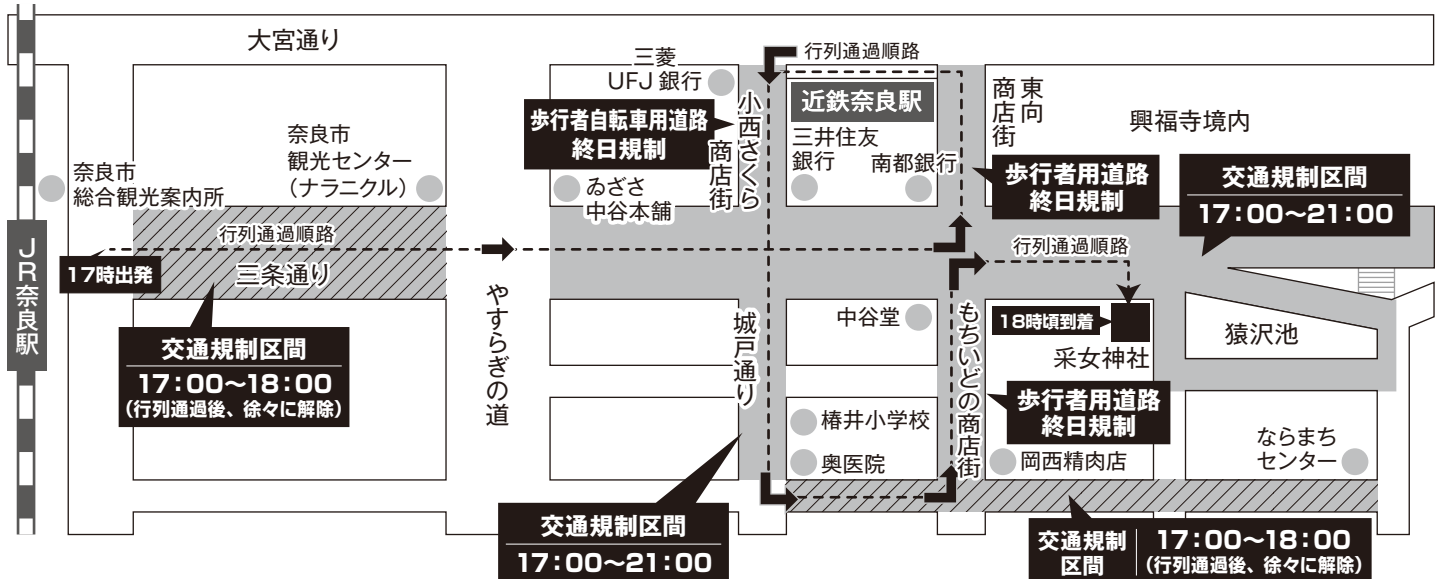 大宮通り
三菱
UFJ 銀行
行列通過順路
近鉄奈良駅
東向
商店街
興福寺境内
小西さくら
商店街
歩行者自転車用道路
終日規制
三井住友
銀行
南都銀行
奈良市
観光センター
(ナラニクル)
奈良市
総合観光案内所
ゐざさ
中谷本舗
歩行者用道路
終日規制
交通規制区間
17:00〜21:00
JR奈良駅
行列通過順路
17時出発
三条通り
行列通過順路
やすらぎの道
城戸通り
中谷堂
もちいどの商店街
18時頃到着
采女神社
猿沢池
交通規制区間
17:00〜18:00
(行列通過後、徐々に解除)
歩行者用道路
終日規制
椿井小学校
奥医院
岡西精肉店
ならまち
センター
交通規制区間
17:00〜21:00
交通規制
区間
17:00〜18:00
(行列通過後、徐々に解除)